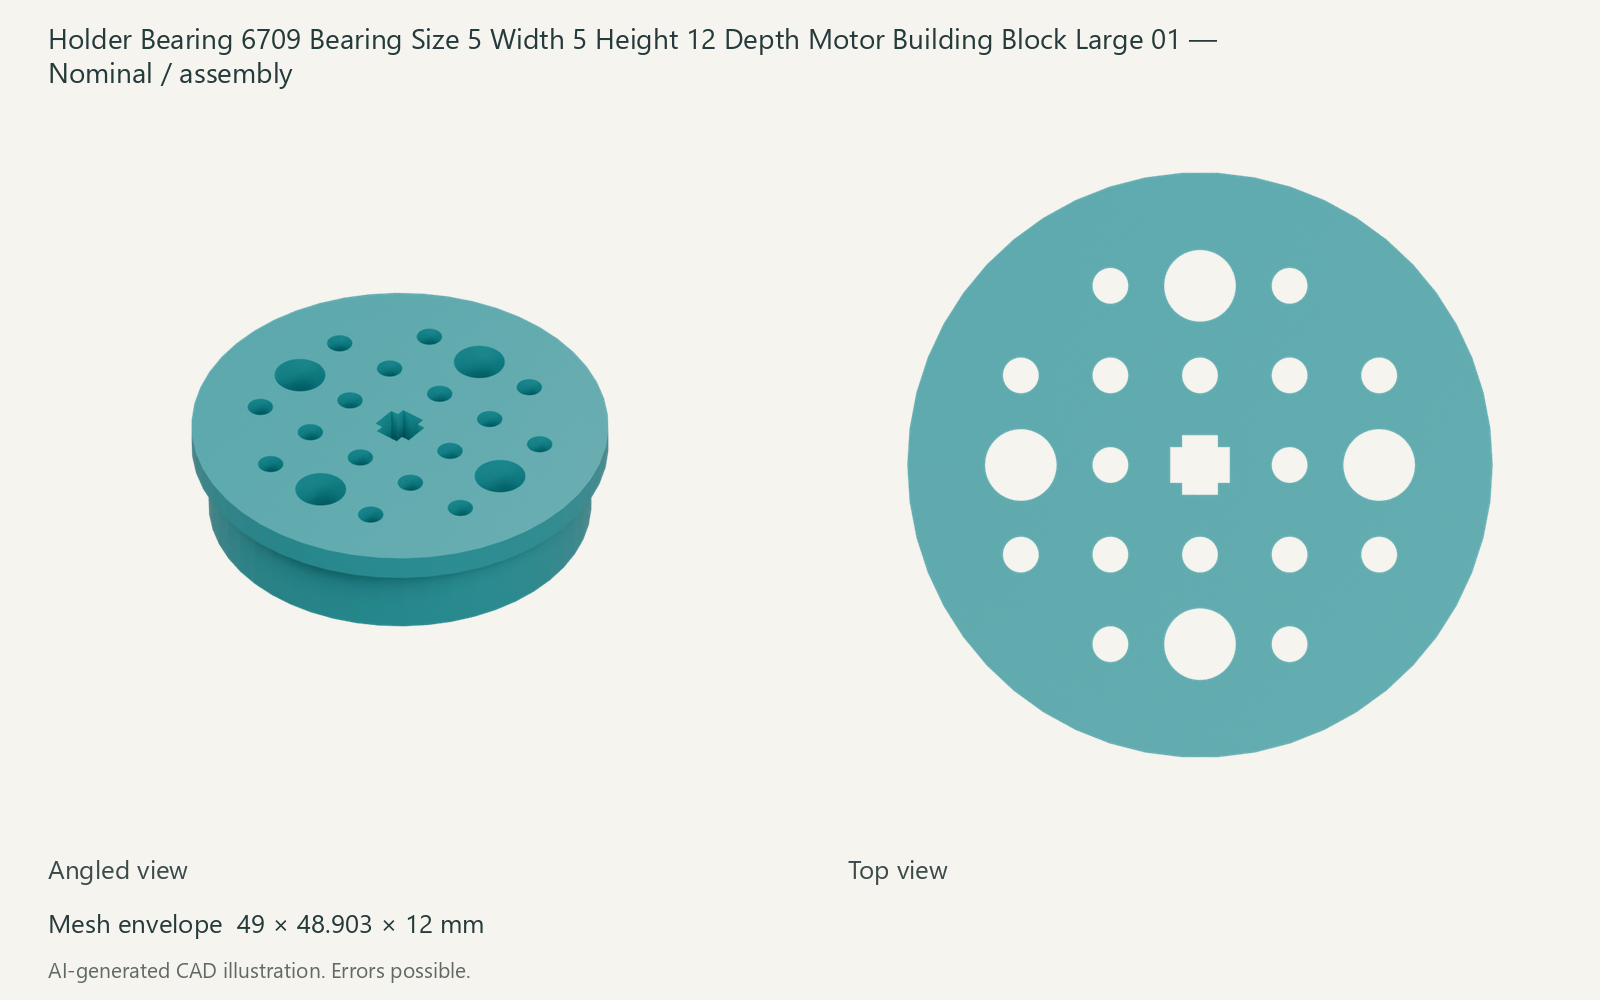 Holder Bearing 6709 Bearing Size 5 Width 5 Height 12 Depth Motor Building Block Large 01 —
Nominal / assembly
Angled view
Top view
Mesh envelope  49 × 48.903 × 12 mm
AI-generated CAD illustration. Errors possible.